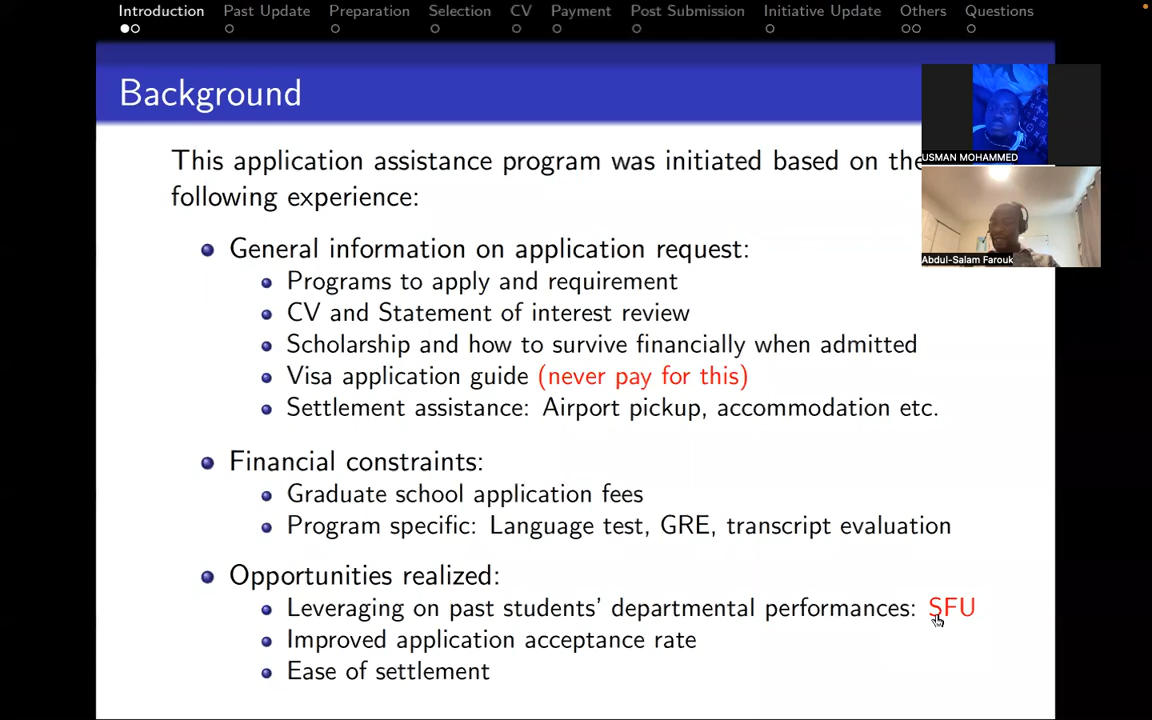 Introduction Past Update Preparation Selection CV Payment Post Submission Initiative Update Others Questions
Background
USMAN MOHAMMED
This application assistance program was initiated based on the
following experience:
Abdul-Salam Farouk
General information on application request:
Programs to apply and requirement
CV and Statement of interest review
Scholarship and how to survive financially when admitted
Visa application guide (never pay for this)
Settlement assistance: Airport pickup, accommodation etc.
Financial constraints:
Graduate school application fees
Program specific: Language test, GRE, transcript evaluation
Opportunities realized:
Leveraging on past students' departmental performances: SFU
Improved application acceptance rate
Ease of settlement